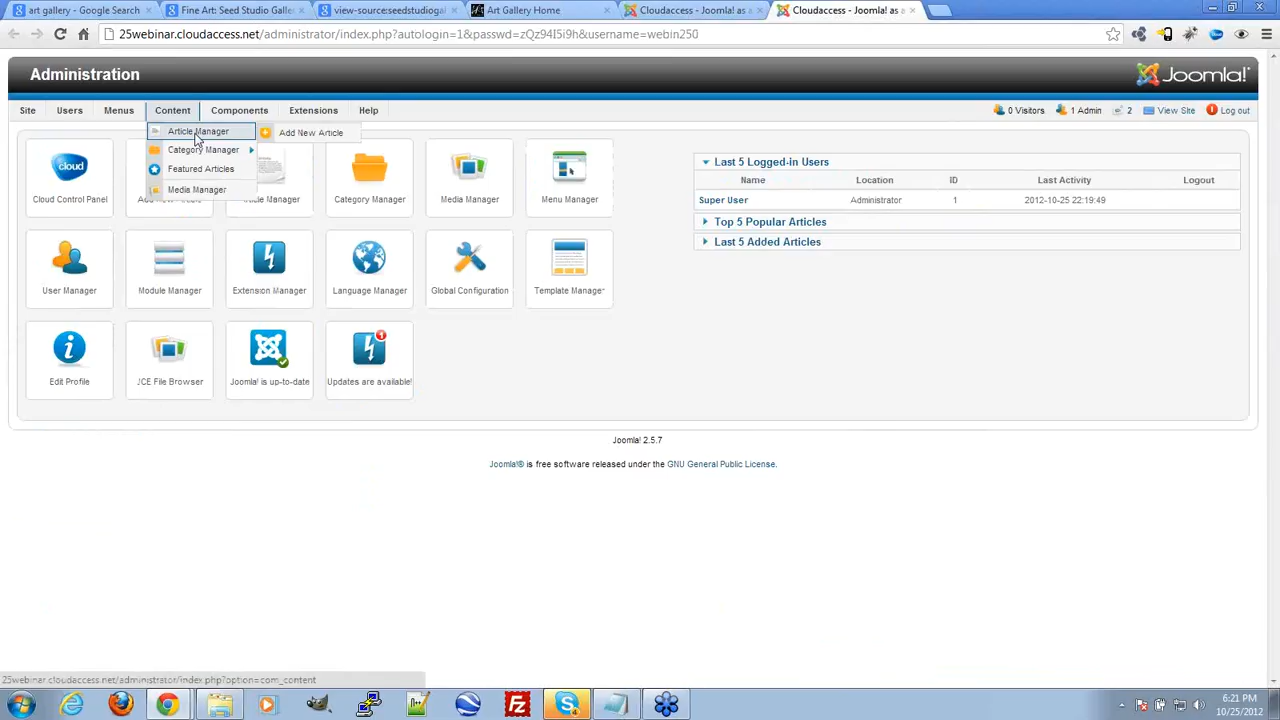 art gallery - Google Search
Fine Art: Seed Studio Galle
view-source:seedstudiogal
Art Gallery Home
Cloudaccess - Joomla! as a
Cloudaccess - Joomla! as a
25webinar.cloudaccess.net/administrator/index.php?autologin=1&passwd=zQz94I5i9h&username=webin250
Administration
Joomla!
Site
Users
Menus
Content
Components
Extensions
Help
0 Visitors
1 Admin
2
View Site
Log out
Article Manager
Add New Article
Category Manager
Featured Articles
Media Manager
Cloud Control Panel
Add New Article
Article Manager
Category Manager
Media Manager
Menu Manager
User Manager
Module Manager
Extension Manager
Language Manager
Global Configuration
Template Manager
Edit Profile
JCE File Browser
Joomla! is up-to-date
1
Updates are available!
Last 5 Logged-in Users
Name Location ID Last Activity Logout
Super User Administrator 1 2012-10-25 22:19:49
Top 5 Popular Articles
Last 5 Added Articles
Joomla! 2.5.7
Joomla!® is free software released under the GNU General Public License.
25webinar.cloudaccess.net/administrator/index.php?option=com_content
6:21 PM
10/25/2012